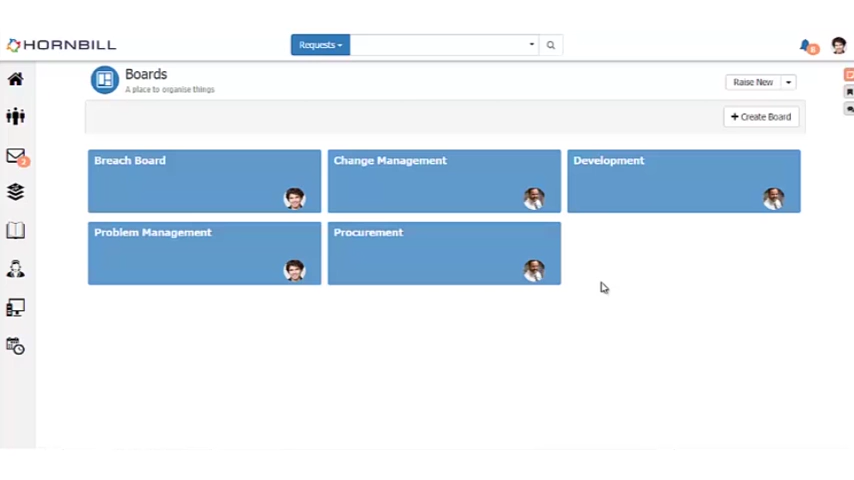 HORNBILL
Requests
Boards
A place to organise things
Raise New
+ Create Board
Breach Board
Change Management
Development
Problem Management
Procurement
2